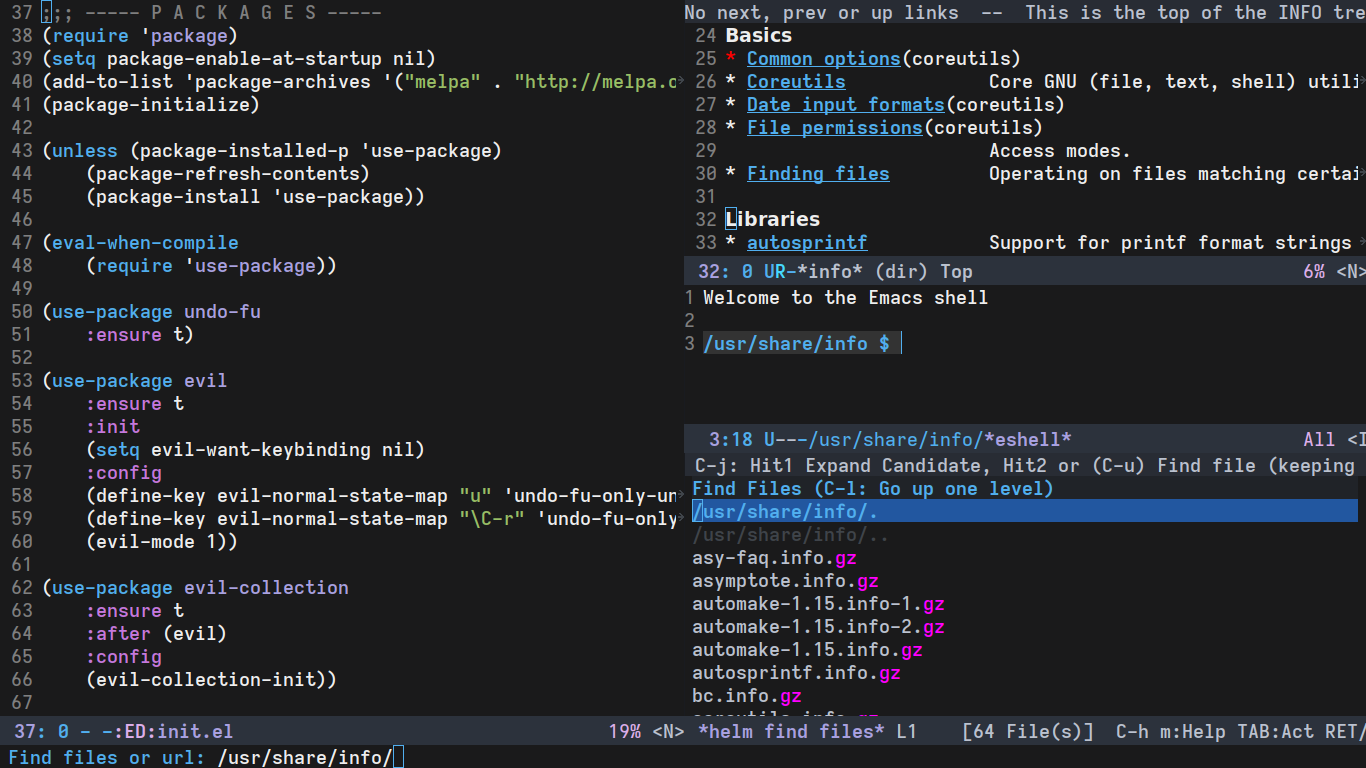 37 ;;; ----- P A C K A G E S -----
38 (require 'package)
39 (setq package-enable-at-startup nil)
40 (add-to-list 'package-archives '("melpa" . "http://melpa.o
41 (package-initialize)
42
43 (unless (package-installed-p 'use-package)
44     (package-refresh-contents)
45     (package-install 'use-package))
46
47 (eval-when-compile
48     (require 'use-package))
49
50 (use-package undo-fu
51     :ensure t)
52
53 (use-package evil
54     :ensure t
55     :init
56     (setq evil-want-keybinding nil)
57     :config
58     (define-key evil-normal-state-map "u" 'undo-fu-only-un
59     (define-key evil-normal-state-map "\C-r" 'undo-fu-only
60     (evil-mode 1))
61
62 (use-package evil-collection
63     :ensure t
64     :after (evil)
65     :config
66     (evil-collection-init))
67
37: 0 - -:ED:init.el 19% <N>
No next, prev or up links  --  This is the top of the INFO tre
24 Basics
25 * Common options(coreutils)
26 * Coreutils             Core GNU (file, text, shell) utili
27 * Date input formats(coreutils)
28 * File permissions(coreutils)
29                         Access modes.
30 * Finding files         Operating on files matching certai
31
32 Libraries
33 * autosprintf           Support for printf format strings
32: 0 UR-*info* (dir) Top 6% <N>
1 Welcome to the Emacs shell
2
3 /usr/share/info $
3:18 U---/usr/share/info/*eshell* All <I
C-j: Hit1 Expand Candidate, Hit2 or (C-u) Find file (keeping
Find Files (C-l: Go up one level)
/usr/share/info/.
/usr/share/info/..
asy-faq.info.gz
asymptote.info.gz
automake-1.15.info-1.gz
automake-1.15.info-2.gz
automake-1.15.info.gz
autosprintf.info.gz
bc.info.gz
coreutils.info.gz
*helm find files* L1    [64 File(s)]  C-h m:Help TAB:Act RET/
Find files or url: /usr/share/info/